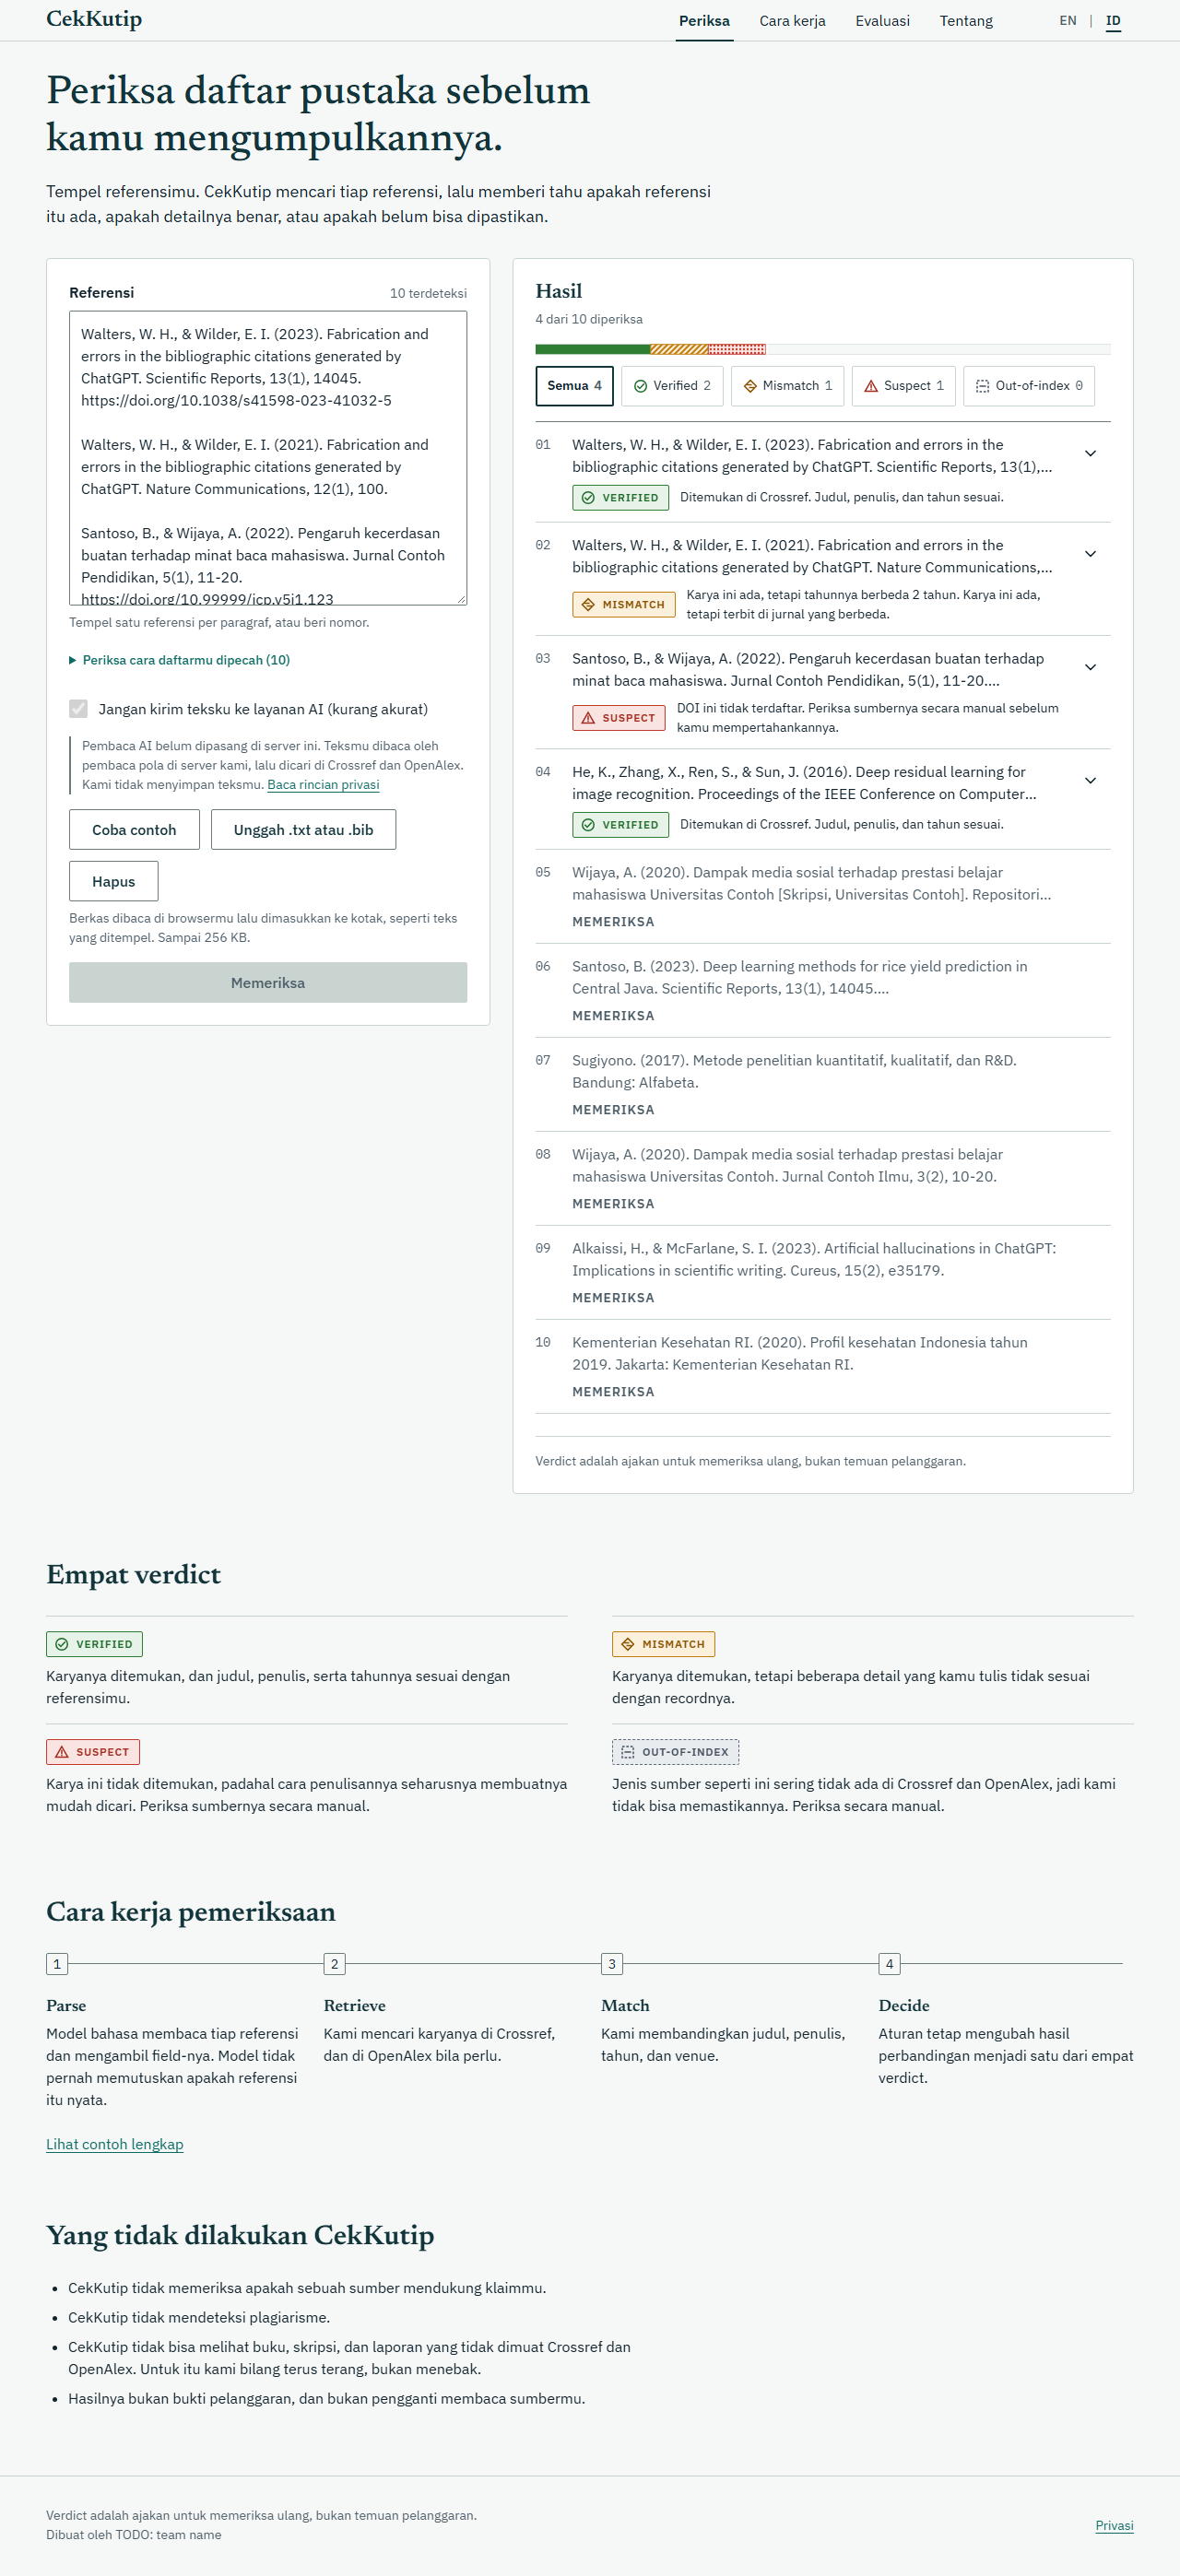 CekKutip
Periksa
Cara kerja
Evaluasi
Tentang
EN | ID
Periksa daftar pustaka sebelum
kamu mengumpulkannya.
Tempel referensimu. CekKutip mencari tiap referensi, lalu memberi tahu apakah referensi
itu ada, apakah detailnya benar, atau apakah belum bisa dipastikan.
Referensi
10 terdeteksi
Walters, W. H., & Wilder, E. I. (2023). Fabrication and
errors in the bibliographic citations generated by
ChatGPT. Scientific Reports, 13(1), 14045.
https://doi.org/10.1038/s41598-023-41032-5
Walters, W. H., & Wilder, E. I. (2021). Fabrication and
errors in the bibliographic citations generated by
ChatGPT. Nature Communications, 12(1), 100.
Santoso, B., & Wijaya, A. (2022). Pengaruh kecerdasan
buatan terhadap minat baca mahasiswa. Jurnal Contoh
Pendidikan, 5(1), 11-20.
https://doi.org/10.99999/jcp.v5i1.123
Tempel satu referensi per paragraf, atau beri nomor.
Periksa cara daftarmu dipecah (10)
Jangan kirim teksku ke layanan AI (kurang akurat)
Pembaca AI belum dipasang di server ini. Teksmu dibaca oleh
pembaca pola di server kami, lalu dicari di Crossref dan OpenAlex.
Kami tidak menyimpan teksmu. Baca rincian privasi
Coba contoh
Unggah .txt atau .bib
Hapus
Berkas dibaca di browsermu lalu dimasukkan ke kotak, seperti teks
yang ditempel. Sampai 256 KB.
Memeriksa
Hasil
4 dari 10 diperiksa
Semua 4
Verified 2
Mismatch 1
Suspect 1
Out-of-index 0
01
Walters, W. H., & Wilder, E. I. (2023). Fabrication and errors in the
bibliographic citations generated by ChatGPT. Scientific Reports, 13(1),...
VERIFIED
Ditemukan di Crossref. Judul, penulis, dan tahun sesuai.
02
Walters, W. H., & Wilder, E. I. (2021). Fabrication and errors in the
bibliographic citations generated by ChatGPT. Nature Communications,...
MISMATCH
Karya ini ada, tetapi tahunnya berbeda 2 tahun. Karya ini ada,
tetapi terbit di jurnal yang berbeda.
03
Santoso, B., & Wijaya, A. (2022). Pengaruh kecerdasan buatan terhadap
minat baca mahasiswa. Jurnal Contoh Pendidikan, 5(1), 11-20....
SUSPECT
DOI ini tidak terdaftar. Periksa sumbernya secara manual sebelum
kamu mempertahankannya.
04
He, K., Zhang, X., Ren, S., & Sun, J. (2016). Deep residual learning for
image recognition. Proceedings of the IEEE Conference on Computer...
VERIFIED
Ditemukan di Crossref. Judul, penulis, dan tahun sesuai.
05
Wijaya, A. (2020). Dampak media sosial terhadap prestasi belajar
mahasiswa Universitas Contoh [Skripsi, Universitas Contoh]. Repositori...
MEMERIKSA
06
Santoso, B. (2023). Deep learning methods for rice yield prediction in
Central Java. Scientific Reports, 13(1), 14045....
MEMERIKSA
07
Sugiyono. (2017). Metode penelitian kuantitatif, kualitatif, dan R&D.
Bandung: Alfabeta.
MEMERIKSA
08
Wijaya, A. (2020). Dampak media sosial terhadap prestasi belajar
mahasiswa Universitas Contoh. Jurnal Contoh Ilmu, 3(2), 10-20.
MEMERIKSA
09
Alkaissi, H., & McFarlane, S. I. (2023). Artificial hallucinations in ChatGPT:
Implications in scientific writing. Cureus, 15(2), e35179.
MEMERIKSA
10
Kementerian Kesehatan RI. (2020). Profil kesehatan Indonesia tahun
2019. Jakarta: Kementerian Kesehatan RI.
MEMERIKSA
Verdict adalah ajakan untuk memeriksa ulang, bukan temuan pelanggaran.
Empat verdict
VERIFIED
Karyanya ditemukan, dan judul, penulis, serta tahunnya sesuai dengan
referensimu.
MISMATCH
Karyanya ditemukan, tetapi beberapa detail yang kamu tulis tidak sesuai
dengan recordnya.
SUSPECT
Karya ini tidak ditemukan, padahal cara penulisannya seharusnya membuatnya
mudah dicari. Periksa sumbernya secara manual.
OUT-OF-INDEX
Jenis sumber seperti ini sering tidak ada di Crossref dan OpenAlex, jadi kami
tidak bisa memastikannya. Periksa secara manual.
Cara kerja pemeriksaan
1
Parse
Model bahasa membaca tiap referensi
dan mengambil field-nya. Model tidak
pernah memutuskan apakah referensi
itu nyata.
2
Retrieve
Kami mencari karyanya di Crossref,
dan di OpenAlex bila perlu.
3
Match
Kami membandingkan judul, penulis,
tahun, dan venue.
4
Decide
Aturan tetap mengubah hasil
perbandingan menjadi satu dari empat
verdict.
Lihat contoh lengkap
Yang tidak dilakukan CekKutip
• CekKutip tidak memeriksa apakah sebuah sumber mendukung klaimmu.
• CekKutip tidak mendeteksi plagiarisme.
• CekKutip tidak bisa melihat buku, skripsi, dan laporan yang tidak dimuat Crossref dan
OpenAlex. Untuk itu kami bilang terus terang, bukan menebak.
• Hasilnya bukan bukti pelanggaran, dan bukan pengganti membaca sumbermu.
Verdict adalah ajakan untuk memeriksa ulang, bukan temuan pelanggaran.
Dibuat oleh TODO: team name
Privasi